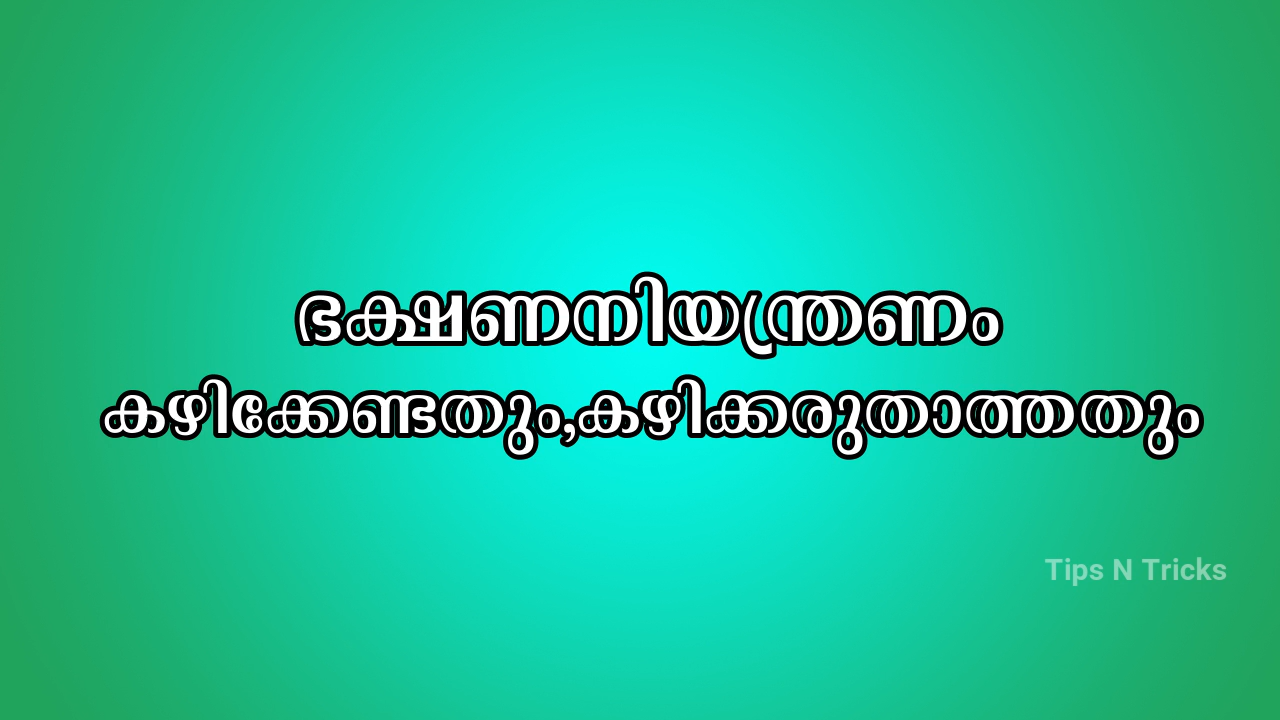 ഭക്ഷണനിയന്ത്രണം
കഴിക്കേണ്ടതും,കഴിക്കരുതാത്തതും
Tips N Tricks